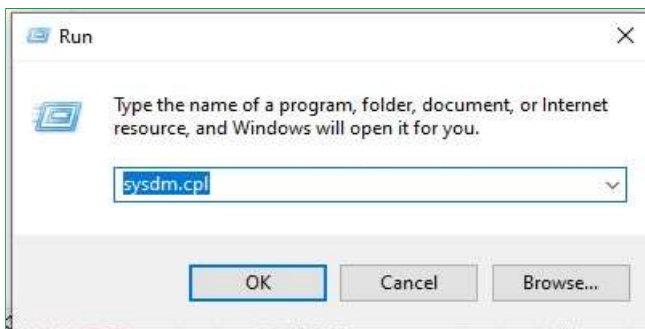 Run
Type the name of a program, folder, document, or Internet
resource, and Windows will open it for you.
sysdm.cpl
OK Cancel Browse...